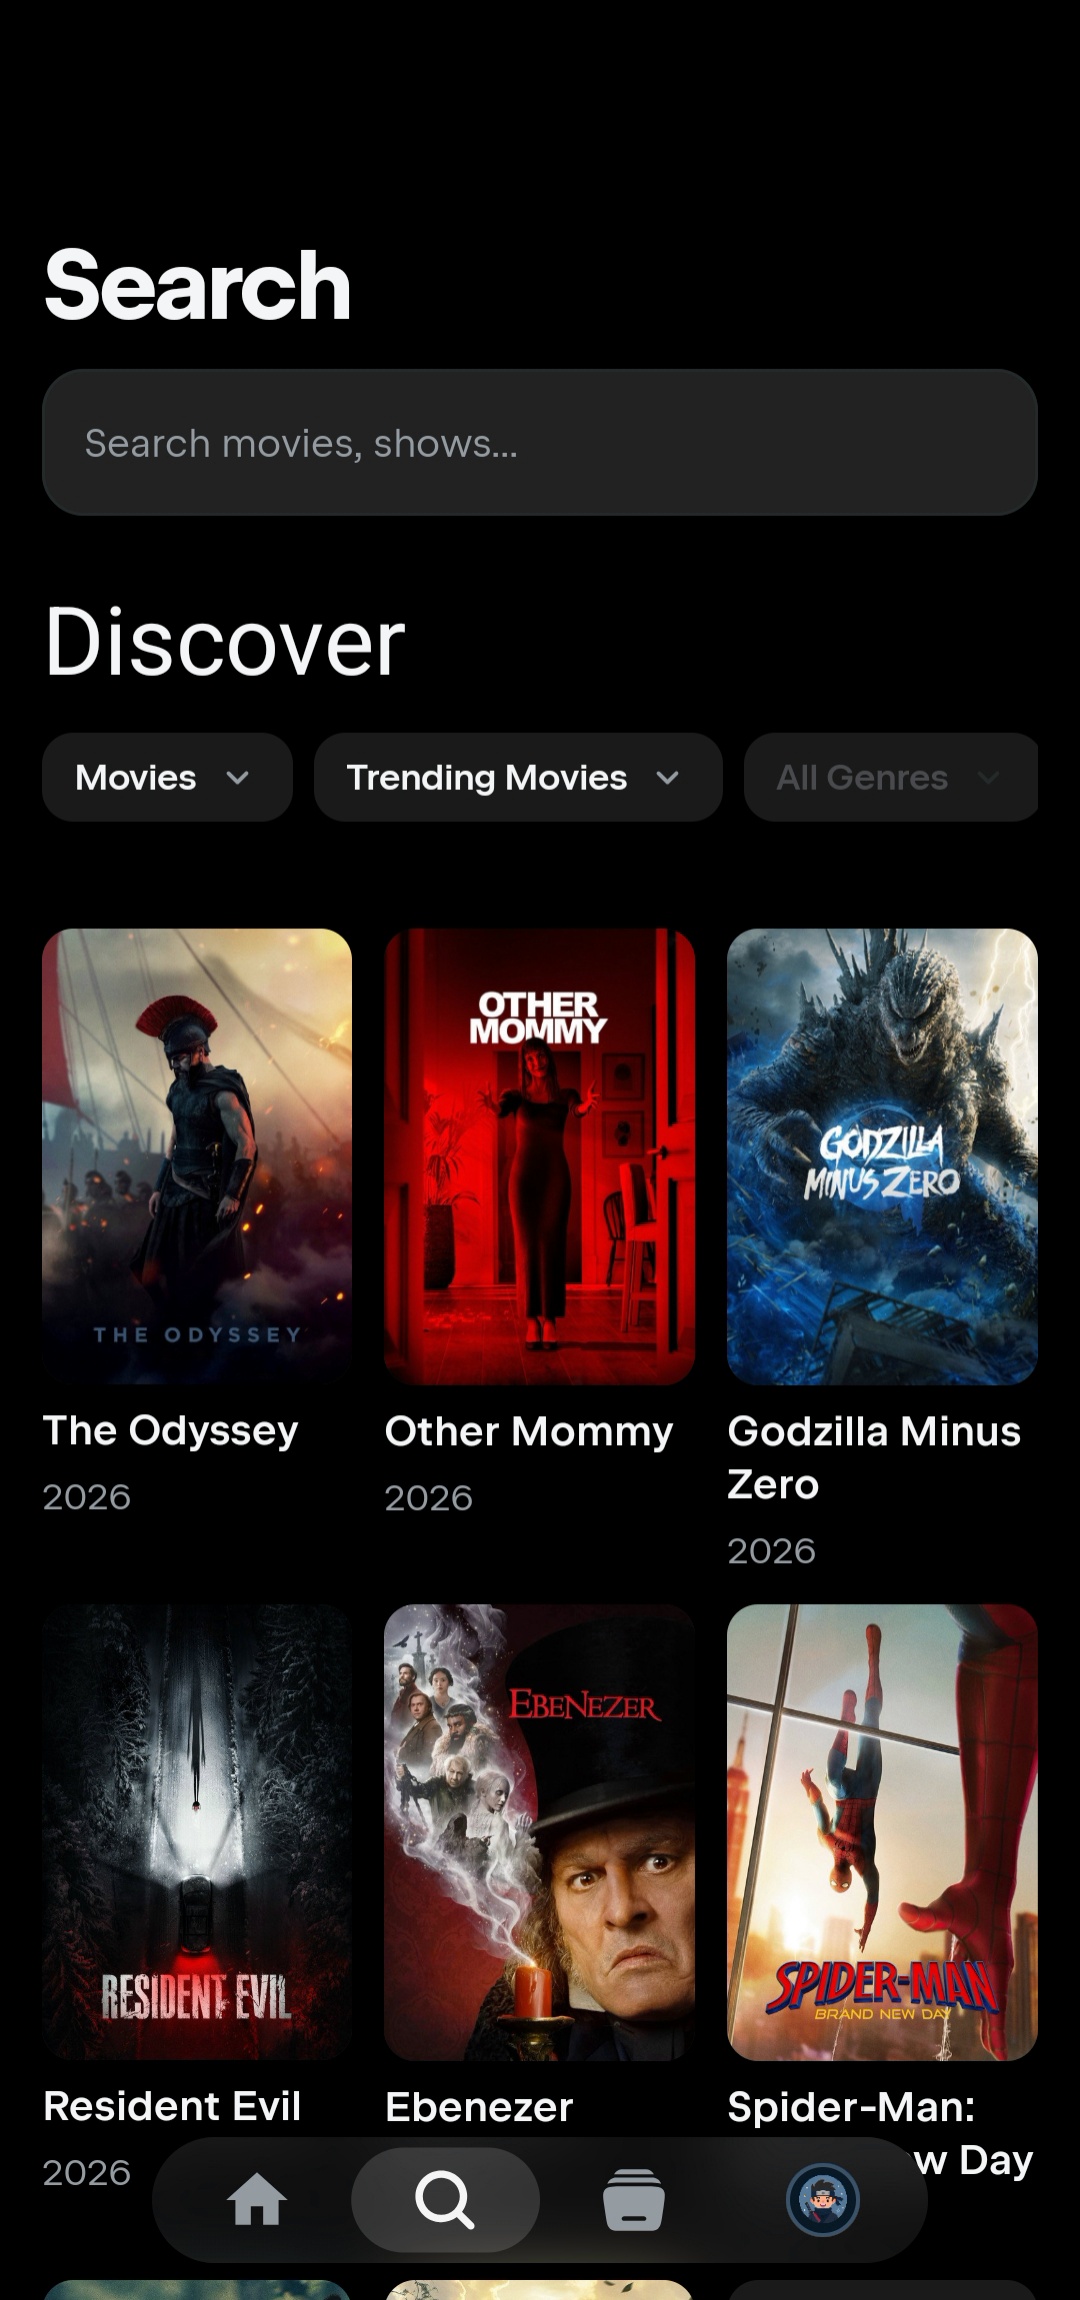 Search
Search movies, shows...
Discover
Movies
Trending Movies
All Genres
THE ODYSSEY
OTHER
MOMMY
GODZILLA
MINUS ZERO
The Odyssey
2026
Other Mommy
2026
Godzilla Minus
Zero
2026
RESIDENT EVIL
EBENEZER
SPIDER-MAN
BRAND NEW DAY
Resident Evil
2026
Ebenezer
Spider-Man:
w Day